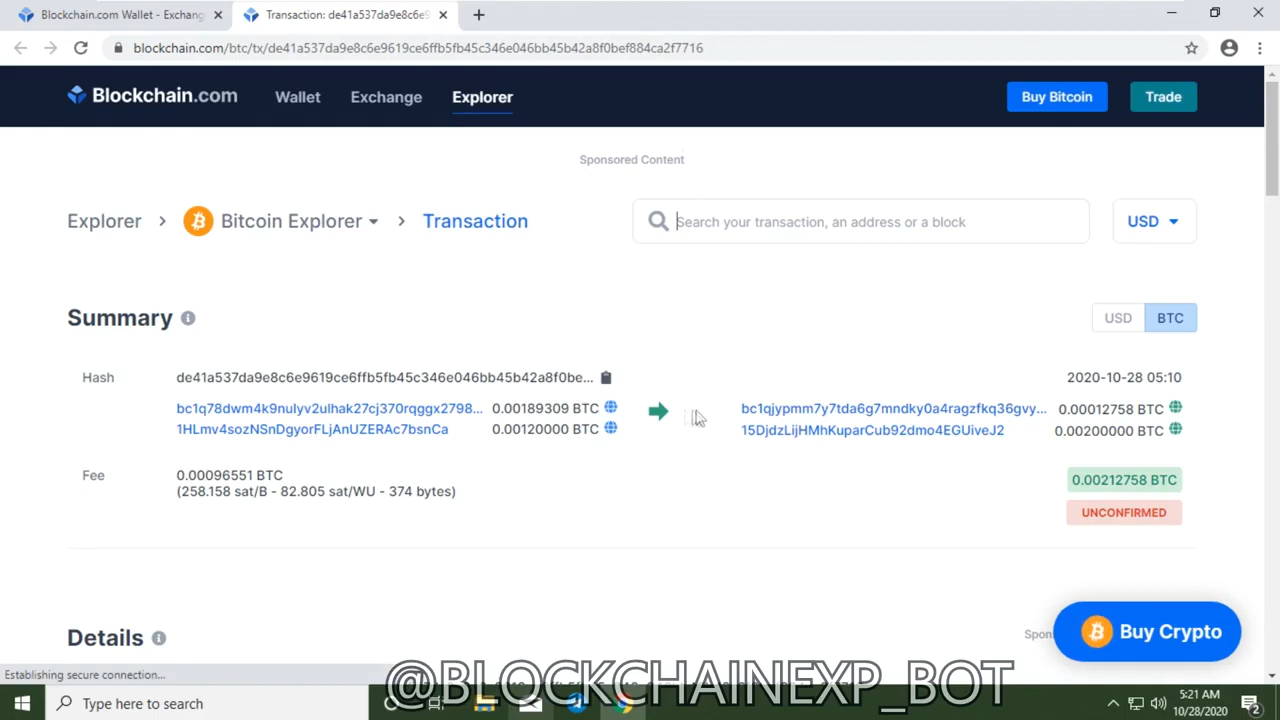 Blockchain.com Wallet - Exchang
Transaction: de41a537da9e8c6e9
blockchain.com/btc/tx/de41a537da9e8c6e9619ce6ffb5fb45c346e046bb45b42a8f0bef884ca2f7716
Blockchain.com Wallet Exchange Explorer Buy Bitcoin Trade
Sponsored Content
Explorer > Bitcoin Explorer > Transaction Search your transaction, an address or a block USD
Summary USD BTC
Hash de41a537da9e8c6e9619ce6ffb5fb45c346e046bb45b42a8f0be... 2020-10-28 05:10
bc1q78dwm4k9nulyv2ulhak27cj370rqggx2798... 0.00189309 BTC bc1qjypmm7y7tda6g7mndky0a4ragzfkq36gvy... 0.00012758 BTC
1HLmv4sozNSnDgyorFLjAnUZERAc7bsnCa 0.00120000 BTC 15DjdzLijHMhKuparCub92dmo4EGUiveJ2 0.00200000 BTC
Fee 0.00096551 BTC 0.00212758 BTC
(258.158 sat/B - 82.805 sat/WU - 374 bytes)
UNCONFIRMED
Details Spon
Buy Crypto
Establishing secure connection...
@BLOCKCHAINEXP_BOT
Type here to search
5:21 AM
10/28/2020
2